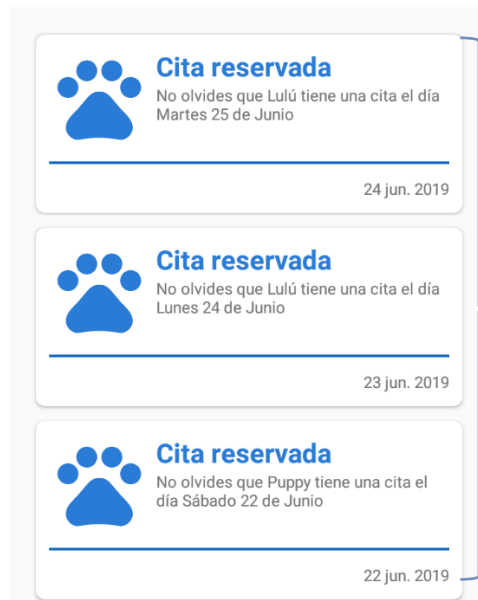 Cita reservada
No olvides que Lulú tiene una cita el día
Martes 25 de Junio
24 jun. 2019
Cita reservada
No olvides que Lulú tiene una cita el día
Lunes 24 de Junio
23 jun. 2019
Cita reservada
No olvides que Puppy tiene una cita el
día Sábado 22 de Junio
22 jun. 2019